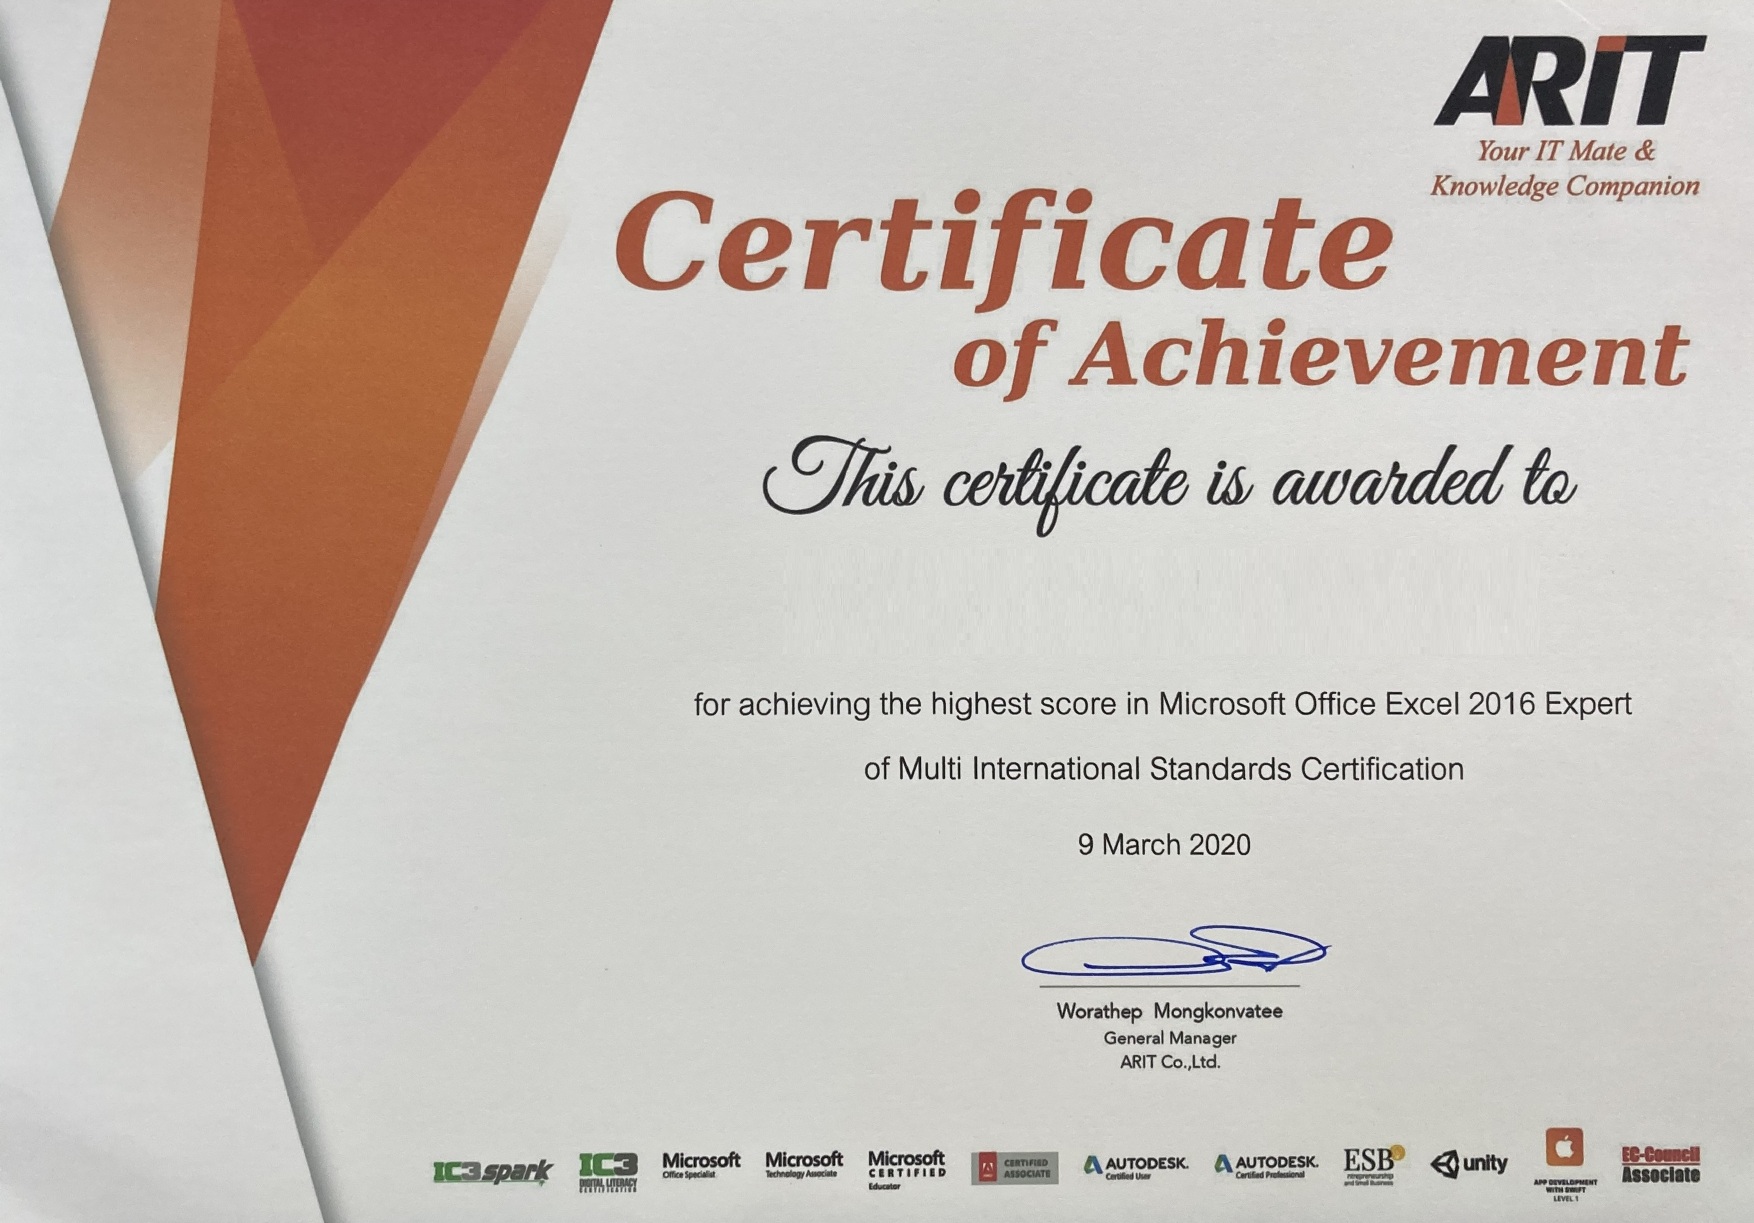 ARiT
Your IT Mate &
Knowledge Companion
Certificate
of Achievement
This certificate is awarded to
for achieving the highest score in Microsoft Office Excel 2016 Expert
of Multi International Standards Certification
9 March 2020
Worathep Mongkonvatee
General Manager
ARIT Co.,Ltd.
IC3 spark
IC3
DIGITAL LITERACY
CERTIFICATION
Microsoft
Office Specialist
Microsoft
Technology Associate
Microsoft
CERTIFIED
Educator
CERTIFIED
ASSOCIATE
AUTODESK.
Certified User
AUTODESK.
Certified Professional
ESB
Entrepreneurship
and Small Business
unity
APP DEVELOPMENT
WITH SWIFT
LEVEL 1
EC-Council
Associate